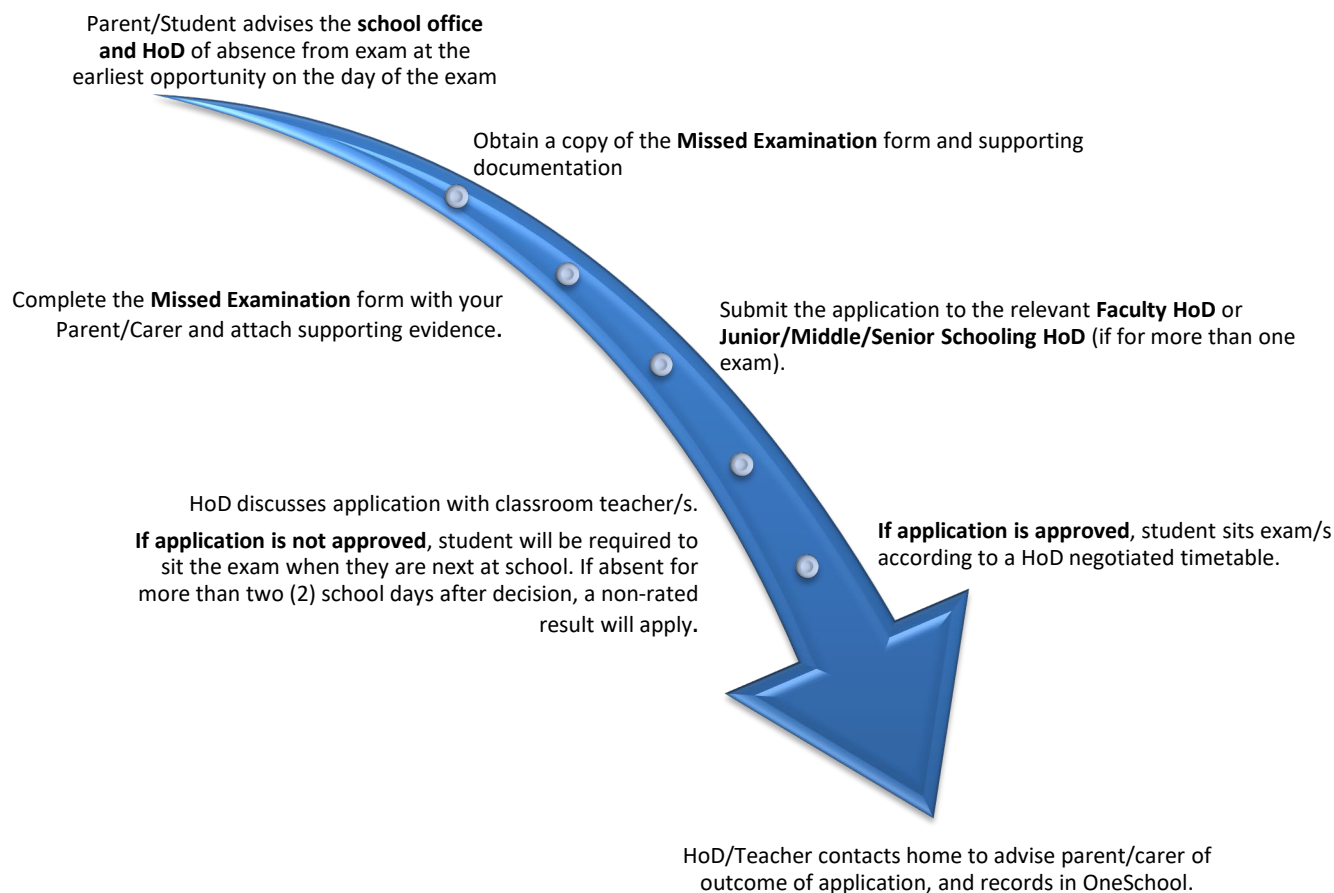 Parent/Student advises the school office
and HoD of absence from exam at the
earliest opportunity on the day of the exam
Obtain a copy of the Missed Examination form and supporting
documentation
Complete the Missed Examination form with your
Parent/Carer and attach supporting evidence.
Submit the application to the relevant Faculty HoD or
Junior/Middle/Senior Schooling HoD (if for more than one
exam).
HoD discusses application with classroom teacher/s.
If application is not approved, student will be required to
sit the exam when they are next at school. If absent for
more than two (2) school days after decision, a non-rated
result will apply.
If application is approved, student sits exam/s
according to a HoD negotiated timetable.
HoD/Teacher contacts home to advise parent/carer of
outcome of application, and records in OneSchool.